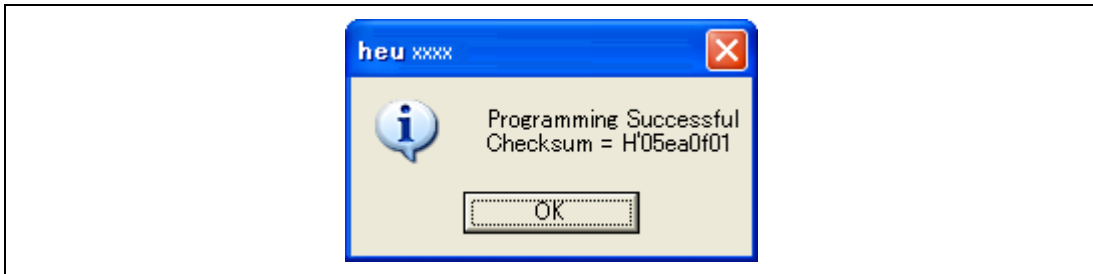 heu xxxx
Programming Successful
Checksum = H'05ea0f01
OK